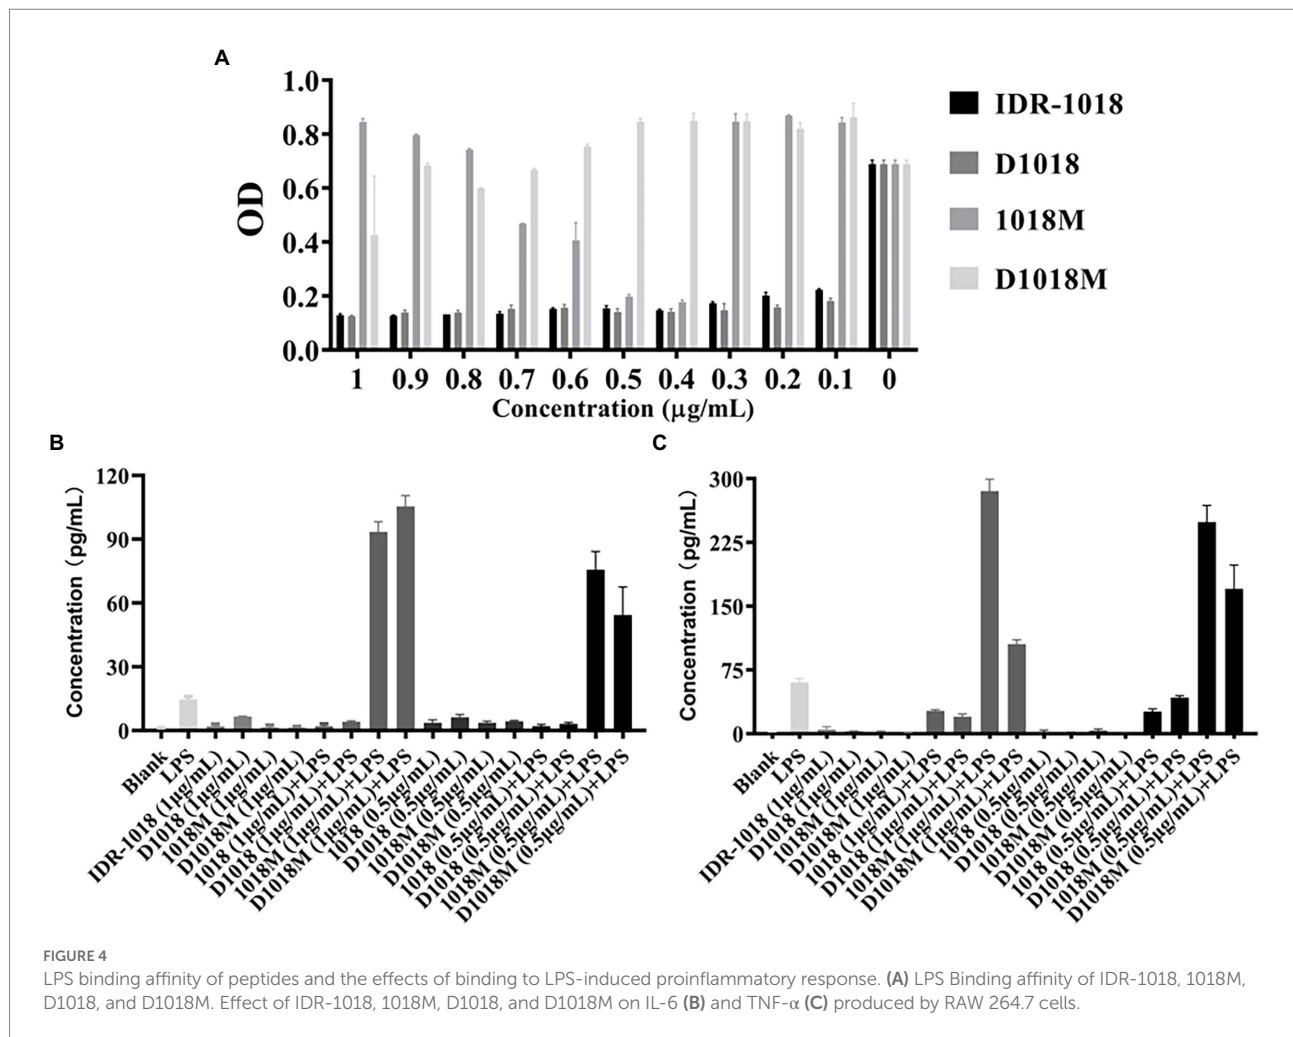 A
1.0
0.8
0.6
0.4
0.2
0.0
OD
1 0.9 0.8 0.7 0.6 0.5 0.4 0.3 0.2 0.1 0
Concentration (μg/mL)
IDR-1018
D1018
1018M
D1018M
B
120
90
60
30
0
Concentration (pg/mL)
Blank
LPS
IDR-1018 (1μg/mL)
D1018 (1μg/mL)
1018M (1μg/mL)
D1018M (1μg/mL)
1018 (1μg/mL)+LPS
D1018 (1μg/mL)+LPS
1018M (1μg/mL)+LPS
D1018M (1μg/mL)+LPS
1018 (0.5μg/mL)
D1018 (0.5μg/mL)
1018M (0.5μg/mL)
D1018M (0.5μg/mL)
1018 (0.5μg/mL)+LPS
D1018 (0.5μg/mL)+LPS
1018M (0.5μg/mL)+LPS
D1018M (0.5μg/mL)+LPS
C
300
225
150
75
0
Concentration (pg/mL)
Blank
LPS
IDR-1018 (1μg/mL)
D1018 (1μg/mL)
1018M (1μg/mL)
D1018M (1μg/mL)
1018 (1μg/mL)+LPS
D1018 (1μg/mL)+LPS
1018M (1μg/mL)+LPS
D1018M (1μg/mL)+LPS
1018 (0.5μg/mL)
D1018 (0.5μg/mL)
1018M (0.5μg/mL)
D1018M (0.5μg/mL)
1018 (0.5μg/mL)+LPS
D1018 (0.5μg/mL)+LPS
1018M (0.5μg/mL)+LPS
D1018M (0.5μg/mL)+LPS
FIGURE 4
LPS binding affinity of peptides and the effects of binding to LPS-induced proinflammatory response. (A) LPS Binding affinity of IDR-1018, 1018M,
D1018, and D1018M. Effect of IDR-1018, 1018M, D1018, and D1018M on IL-6 (B) and TNF-α (C) produced by RAW 264.7 cells.